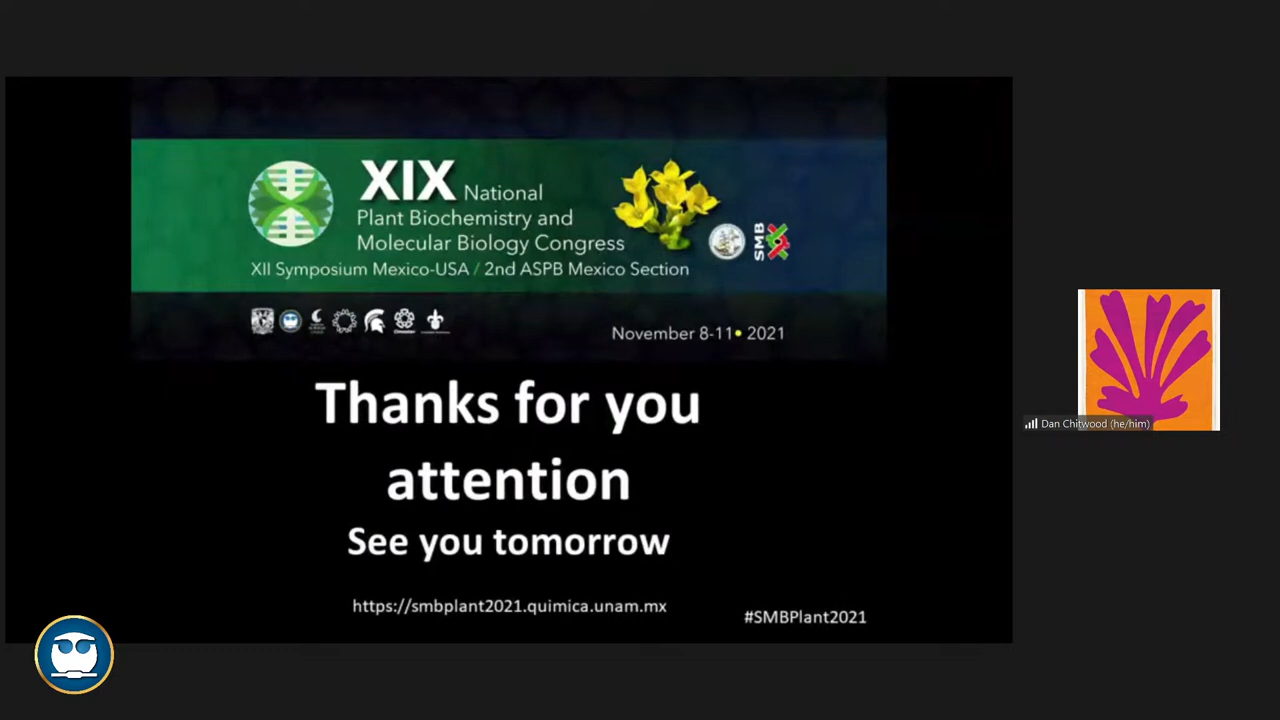 XIX National
Plant Biochemistry and
Molecular Biology Congress
XII Symposium Mexico-USA / 2nd ASPB Mexico Section
SMB
November 8-11• 2021
Thanks for you
attention
See you tomorrow
https://smbplant2021.quimica.unam.mx
#SMBPlant2021
Dan Chitwood (he/him)